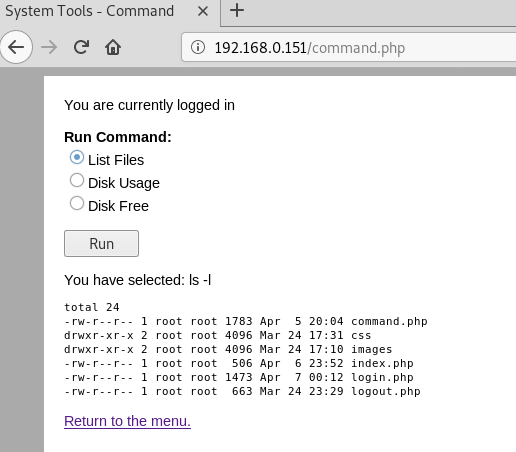 System Tools - Command
192.168.0.151/command.php
You are currently logged in
Run Command:
List Files
Disk Usage
Disk Free
Run
You have selected: ls -l
total 24
-rw-r--r-- 1 root root 1783 Apr  5 20:04 command.php
drwxr-xr-x 2 root root 4096 Mar 24 17:31 css
drwxr-xr-x 2 root root 4096 Mar 24 17:10 images
-rw-r--r-- 1 root root  506 Apr  6 23:52 index.php
-rw-r--r-- 1 root root 1473 Apr  7 00:12 login.php
-rw-r--r-- 1 root root  663 Mar 24 23:29 logout.php
Return to the menu.